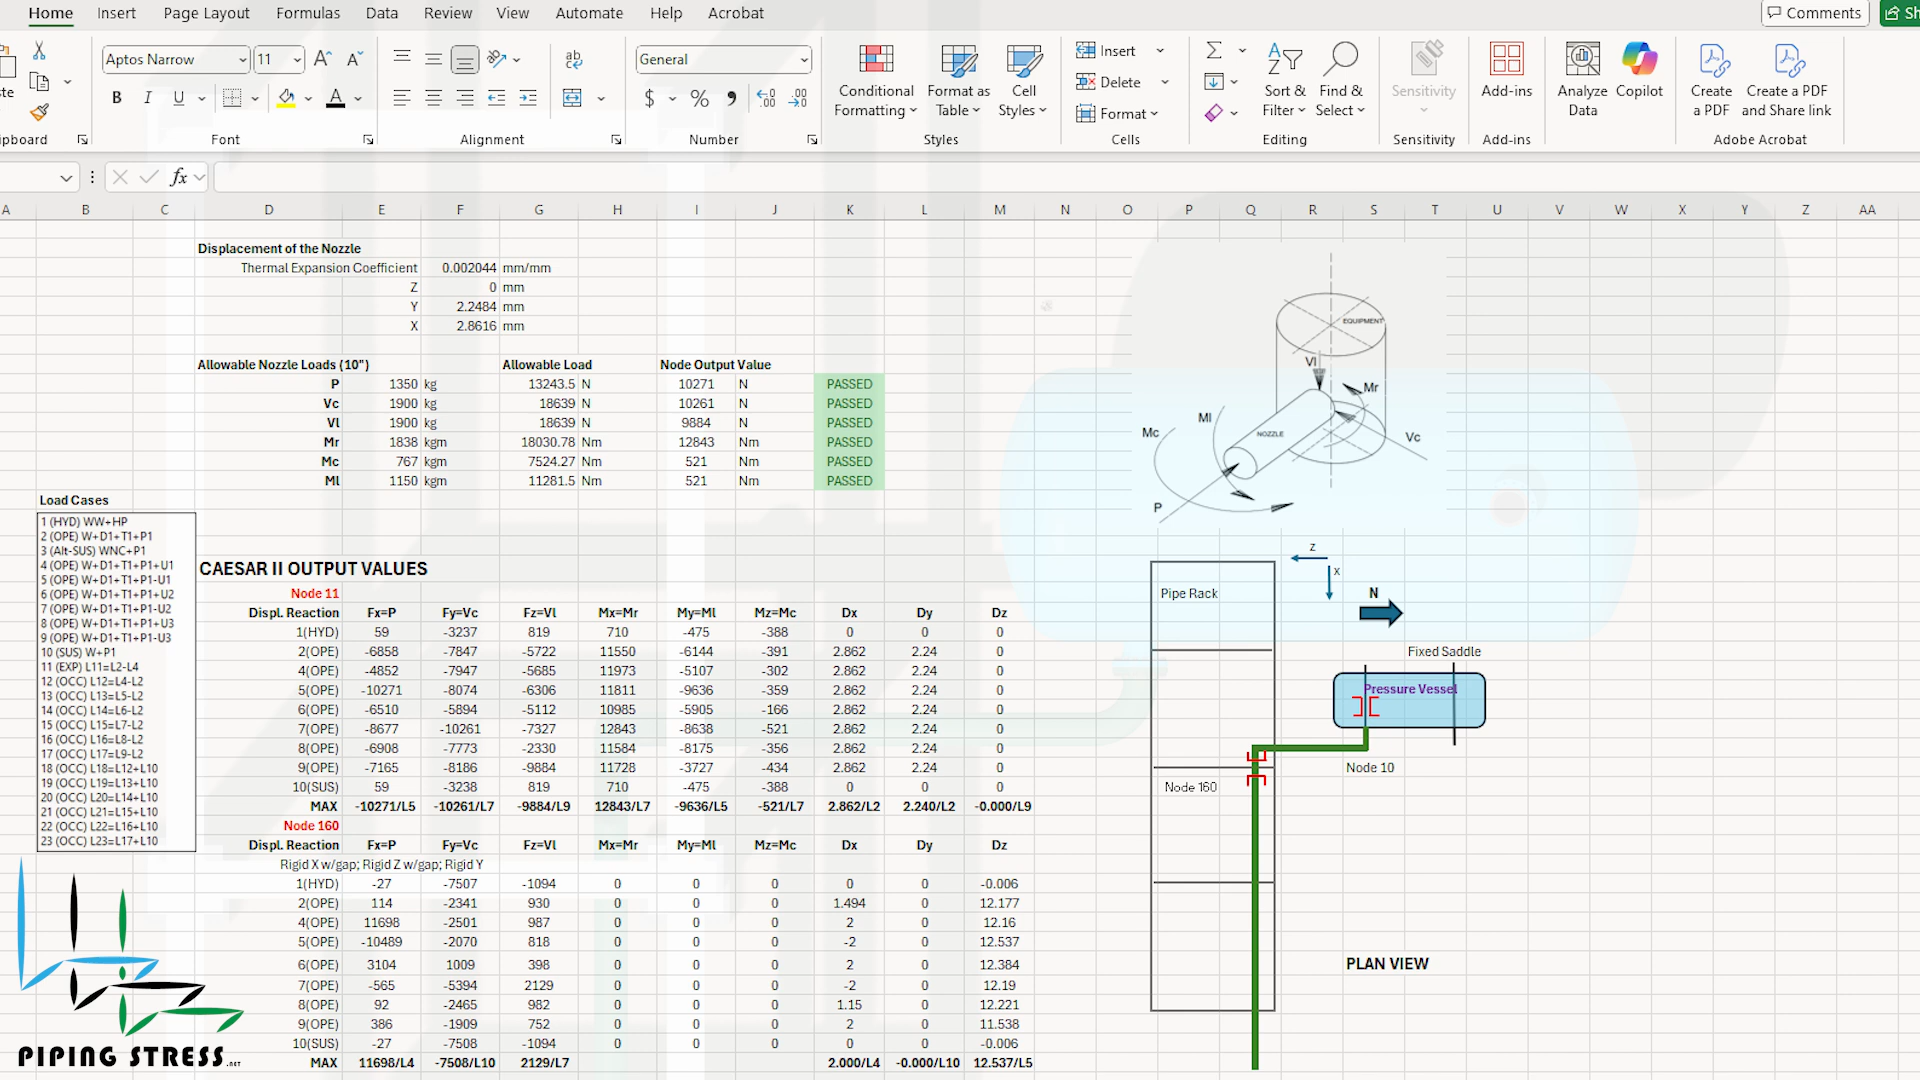 Home Insert Page Layout Formulas Data Review View Automate Help Acrobat Comments Sh
Aptos Narrow 11 A^ A˅ ab General Insert Σ
Conditional Formatting Format as Table Cell Styles
Delete
Format
Sort & Filter Find & Select Sensitivity Add-ins Analyze Data Copilot Create a PDF Create a PDF and Share link
B I U A $ % 9
ipboard Font Alignment Number Styles Cells Editing Sensitivity Add-ins Adobe Acrobat
fx
A B C D E F G H I J K L M N O P Q R S T U V W X Y Z AA
Displacement of the Nozzle
Thermal Expansion Coefficient 0.002044 mm/mm
Z 0 mm
Y 2.2484 mm
X 2.8616 mm
Allowable Nozzle Loads (10") Allowable Load Node Output Value
P 1350 kg 13243.5 N 10271 N PASSED
Vc 1900 kg 18639 N 10261 N PASSED
Vl 1900 kg 18639 N 9884 N PASSED
Mr 1838 kgm 18030.78 Nm 12843 Nm PASSED
Mc 767 kgm 7524.27 Nm 521 Nm PASSED
Ml 1150 kgm 11281.5 Nm 521 Nm PASSED
Load Cases
1 (HYD) WW+HP
2 (OPE) W+D1+T1+P1
3 (Alt-SUS) WNC+P1
4 (OPE) W+D1+T1+P1+U1
5 (OPE) W+D1+T1+P1-U1
6 (OPE) W+D1+T1+P1+U2
7 (OPE) W+D1+T1+P1-U2
8 (OPE) W+D1+T1+P1+U3
9 (OPE) W+D1+T1+P1-U3
10 (SUS) W+P1
11 (EXP) L11=L2-L4
12 (OCC) L12=L4-L2
13 (OCC) L13=L5-L2
14 (OCC) L14=L6-L2
15 (OCC) L15=L7-L2
16 (OCC) L16=L8-L2
17 (OCC) L17=L9-L2
18 (OCC) L18=L12+L10
19 (OCC) L19=L13+L10
20 (OCC) L20=L14+L10
21 (OCC) L21=L15+L10
22 (OCC) L22=L16+L10
23 (OCC) L23=L17+L10
CAESAR II OUTPUT VALUES
Node 11
Displ. Reaction Fx=P Fy=Vc Fz=Vl Mx=Mr My=Ml Mz=Mc Dx Dy Dz
1(HYD) 59 -3237 819 710 -475 -388 0 0 0
2(OPE) -6858 -7847 -5722 11550 -6144 -391 2.862 2.24 0
4(OPE) -4852 -7947 -5685 11973 -5107 -302 2.862 2.24 0
5(OPE) -10271 -8074 -6306 11811 -9636 -359 2.862 2.24 0
6(OPE) -6510 -5894 -5112 10985 -5905 -166 2.862 2.24 0
7(OPE) -8677 -10261 -7327 12843 -8638 -521 2.862 2.24 0
8(OPE) -6908 -7773 -2330 11584 -8175 -356 2.862 2.24 0
9(OPE) -7165 -8186 -9884 11728 -3727 -434 2.862 2.24 0
10(SUS) 59 -3238 819 710 -475 -388 0 0 0
MAX -10271/L5 -10261/L7 -9884/L9 12843/L7 -9636/L5 -521/L7 2.862/L2 2.240/L2 -0.000/L9
Node 160
Displ. Reaction Fx=P Fy=Vc Fz=Vl Mx=Mr My=Ml Mz=Mc Dx Dy Dz
Rigid X w/gap; Rigid Z w/gap; Rigid Y
1(HYD) -27 -7507 -1094 0 0 0 0 0 -0.006
2(OPE) 114 -2341 930 0 0 0 1.494 0 12.177
4(OPE) 11698 -2501 987 0 0 0 2 0 12.16
5(OPE) -10489 -2070 818 0 0 0 -2 0 12.537
6(OPE) 3104 1009 398 0 0 0 2 0 12.384
7(OPE) -565 -5394 2129 0 0 0 -2 0 12.19
8(OPE) 92 -2465 982 0 0 0 1.15 0 12.221
9(OPE) 386 -1909 752 0 0 0 2 0 11.538
10(SUS) -27 -7508 -1094 0 0 0 0 0 -0.006
MAX 11698/L4 -7508/L10 2129/L7 2.000/L4 -0.000/L10 12.537/L5
EQUIPMENT
Vl
Mr
Ml
Mc
NOZZLE
Vc
P
Z
X
Pipe Rack
N
Fixed Saddle
Pressure Vessel
Node 10
Node 160
PLAN VIEW
PIPING STRESS.NET